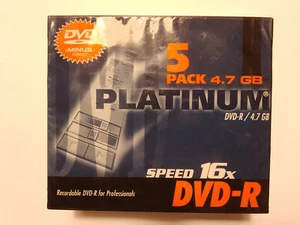 DVD
MINUS
5
PACK 4.7 GB
PLATINUM®
DVD-R / 4.7 GB
SPEED 16x
Recordable DVD-R for Professionals
DVD-R